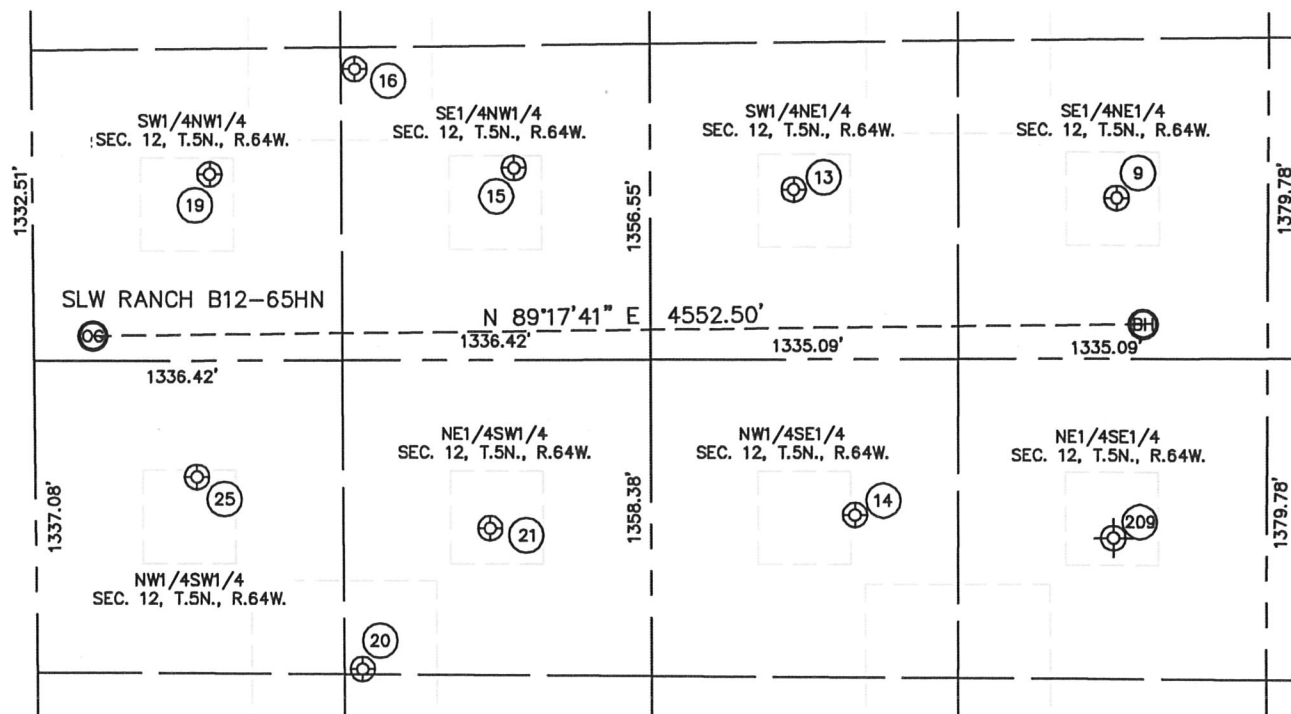 16
SW1/4NW1/4
SEC. 12, T.5N., R.64W.
SE1/4NW1/4
SEC. 12, T.5N., R.64W.
SW1/4NE1/4
SEC. 12, T.5N., R.64W.
SE1/4NE1/4
SEC. 12, T.5N., R.64W.
1332.51'
19
15
1356.55'
13
9
1379.78'
SLW RANCH B12-65HN
N 89°17'41" E 4552.50'
OG
BH
1336.42'
1336.42'
1335.09'
1335.09'
NE1/4SW1/4
SEC. 12, T.5N., R.64W.
NW1/4SE1/4
SEC. 12, T.5N., R.64W.
NE1/4SE1/4
SEC. 12, T.5N., R.64W.
1337.08'
25
21
1358.38'
14
209
1379.78'
NW1/4SW1/4
SEC. 12, T.5N., R.64W.
20